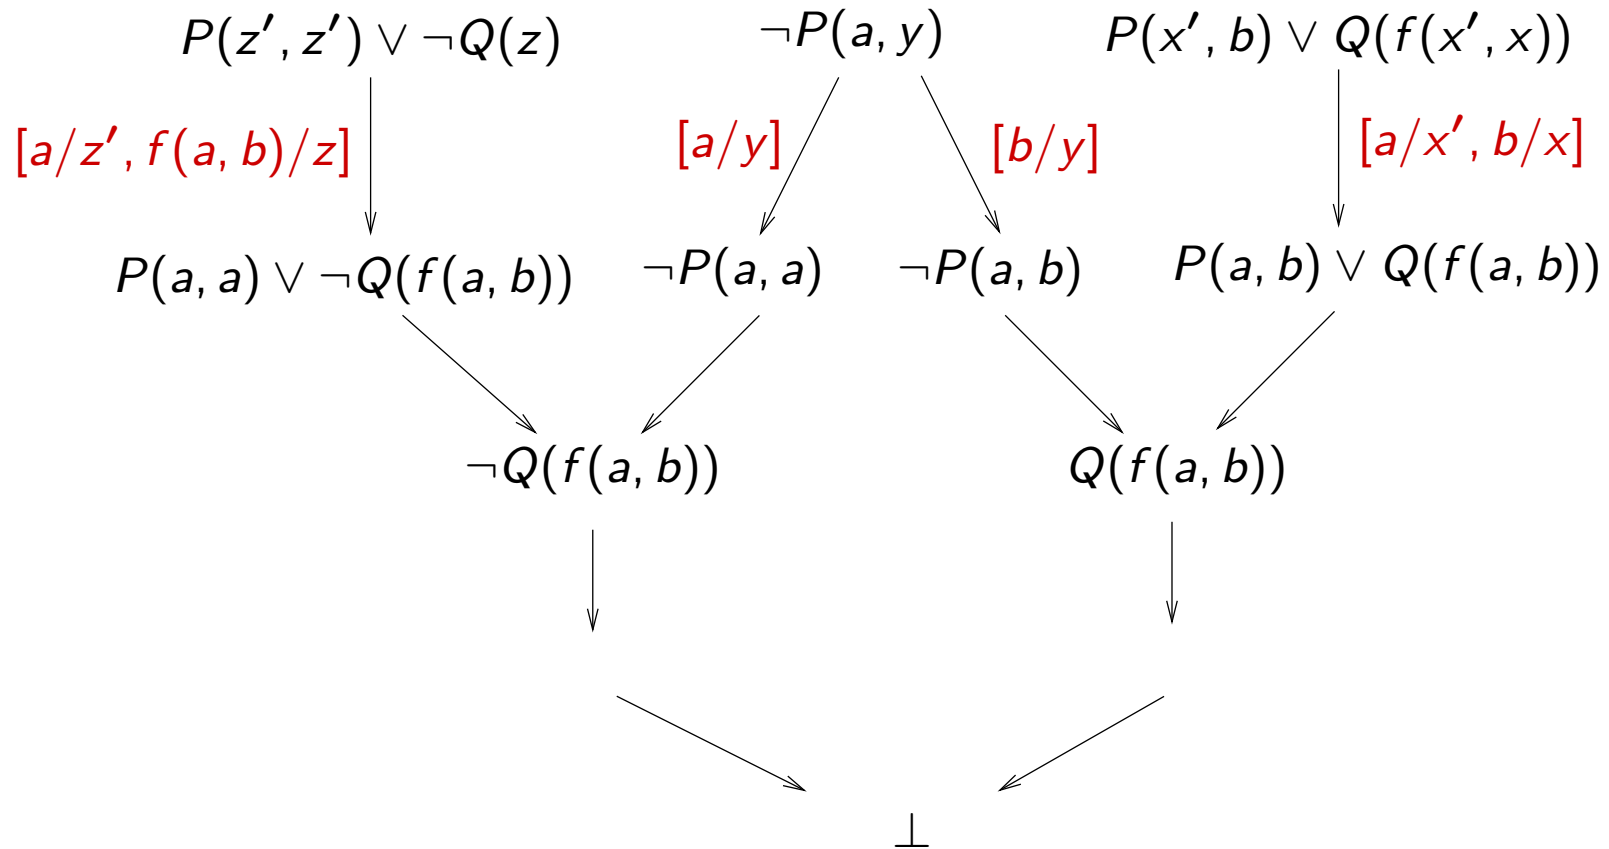 P(z′, z′) ∨ ¬Q(z) ¬P(a, y) P(x′, b) ∨ Q(f(x′, x))
[a/z′, f(a, b)/z] [a/y] [b/y] [a/x′, b/x]
P(a, a) ∨ ¬Q(f(a, b)) ¬P(a, a) ¬P(a, b) P(a, b) ∨ Q(f(a, b))
¬Q(f(a, b)) Q(f(a, b))
⊥